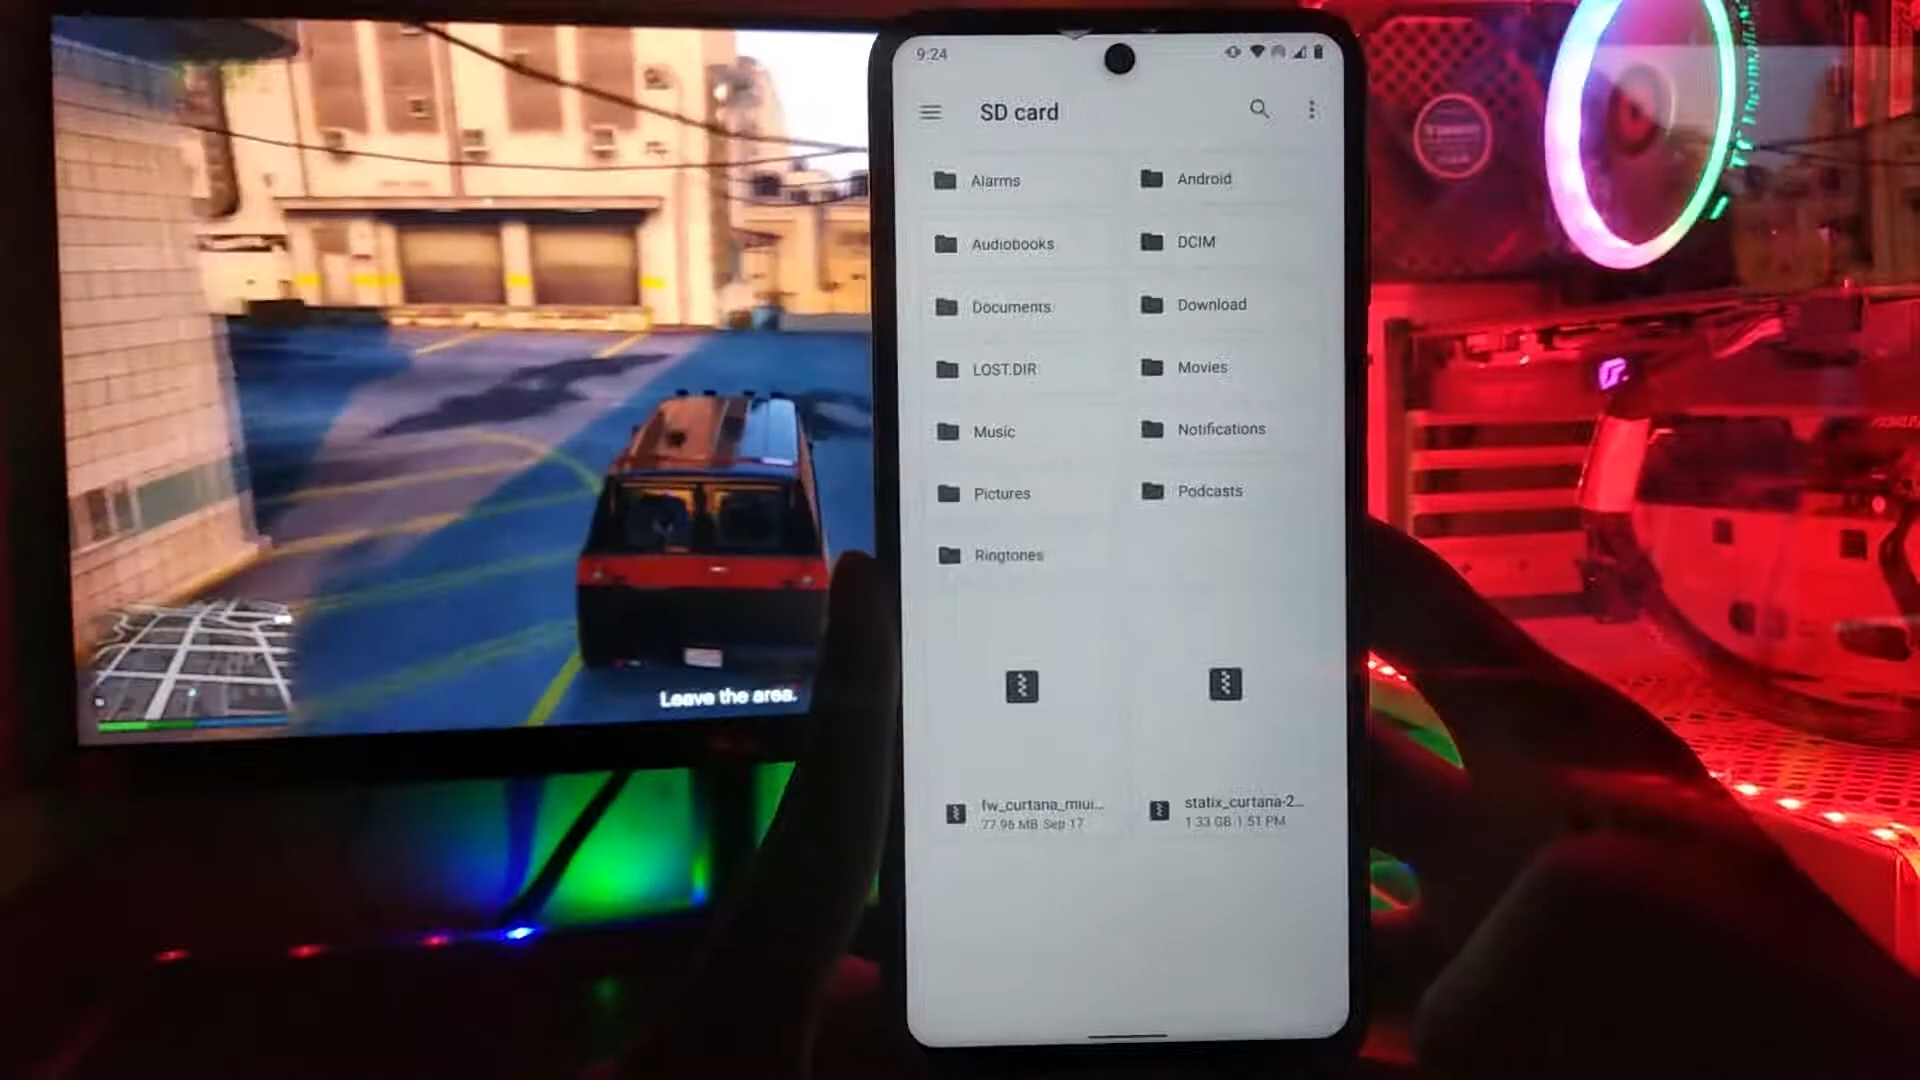 9:24
SD card
Alarms
Android
Audiobooks
DCIM
Documents
Download
LOST.DIR
Movies
Music
Notifications
Pictures
Podcasts
Ringtones
fw_curtana_miui...
77.96 MB Sep 17
statix_curtana-2...
1.33 GB 1:51 PM
Leave the area.